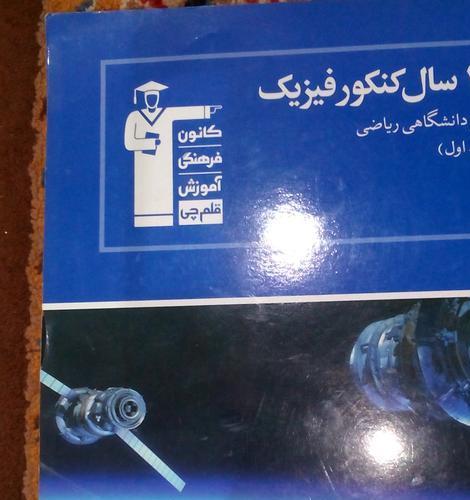 سال کنکور فیزیک
دانشگاهی ریاضی
اول)
کانون
فرهنگی
آموزش
قلم‌چی